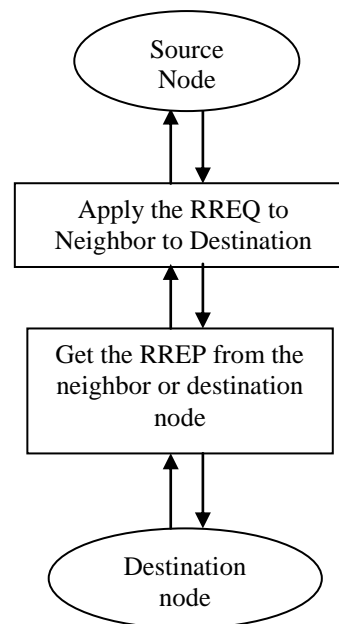 Source
Node
Apply the RREQ to
Neighbor to Destination
Get the RREP from the
neighbor or destination
node
Destination
node